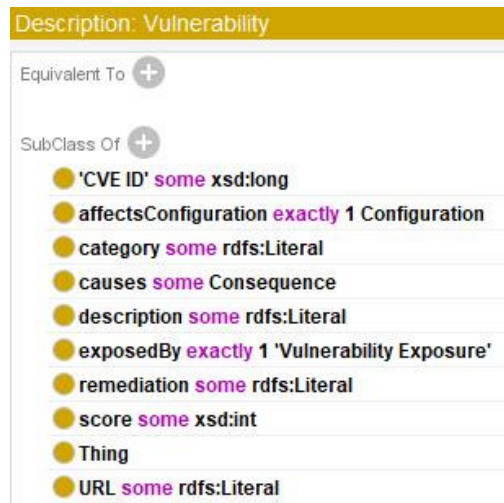 Description: Vulnerability
Equivalent To
SubClass Of
'CVE ID' some xsd:long
affectsConfiguration exactly 1 Configuration
category some rdfs:Literal
causes some Consequence
description some rdfs:Literal
exposedBy exactly 1 'Vulnerability Exposure'
remediation some rdfs:Literal
score some xsd:int
Thing
URL some rdfs:Literal